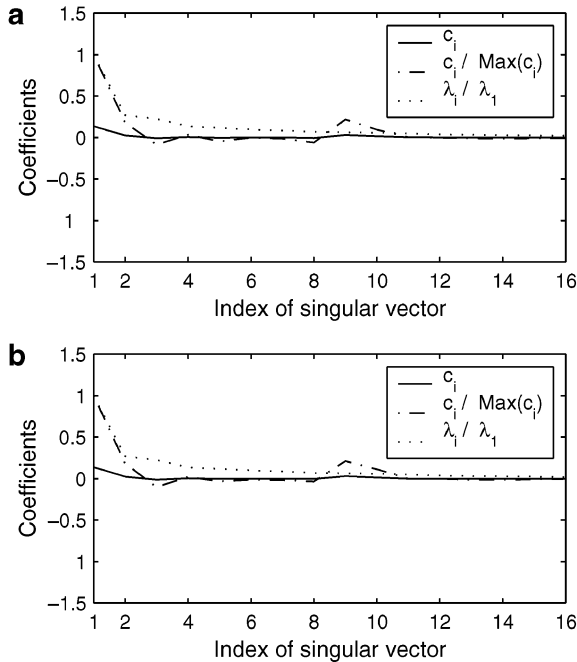 a
1.5
1
0.5
0
−0.5
1
−1.5
Coefficients
c_i
c_i / Max(c_i)
λ_i / λ_1
1 2 4 6 8 10 12 14 16
Index of singular vector
b
1.5
1
0.5
0
−0.5
1
−1.5
Coefficients
c_i
c_i / Max(c_i)
λ_i / λ_1
1 2 4 6 8 10 12 14 16
Index of singular vector